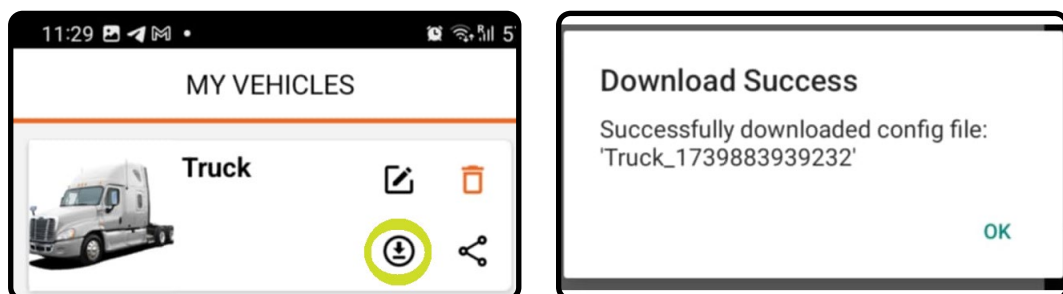 11:29
MY VEHICLES
Truck
Download Success
Successfully downloaded config file:
'Truck_1739883939232'
OK